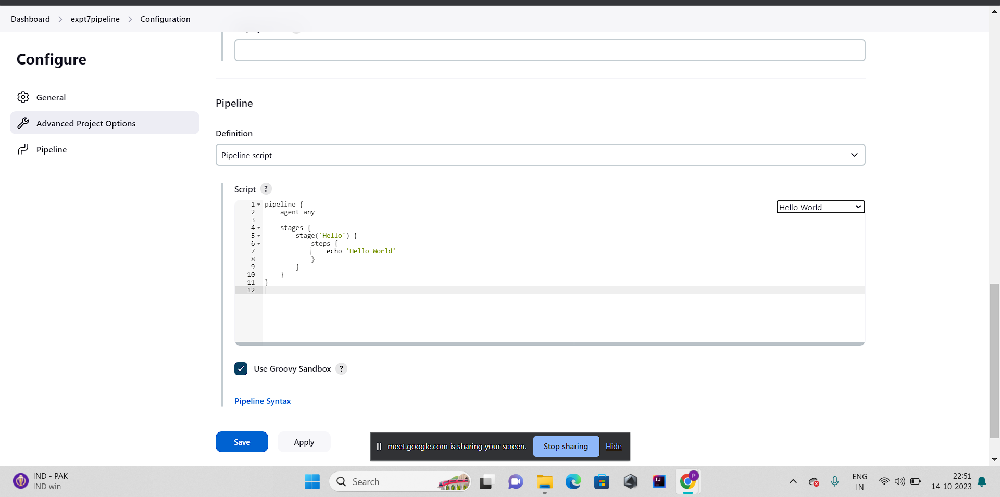 Dashboard > expt7pipeline > Configuration
Configure
General
Advanced Project Options
Pipeline
Pipeline
Definition
Pipeline script
Script ?
Hello World
1 pipeline {
2     agent any
3
4     stages {
5         stage('Hello') {
6             steps {
7                 echo 'Hello World'
8             }
9         }
10     }
11 }
12
Use Groovy Sandbox ?
Pipeline Syntax
Save
Apply
meet.google.com is sharing your screen.
Stop sharing
Hide
IND - PAK
IND win
Search
IJ
P
ENG
IN
22:51
14-10-2023